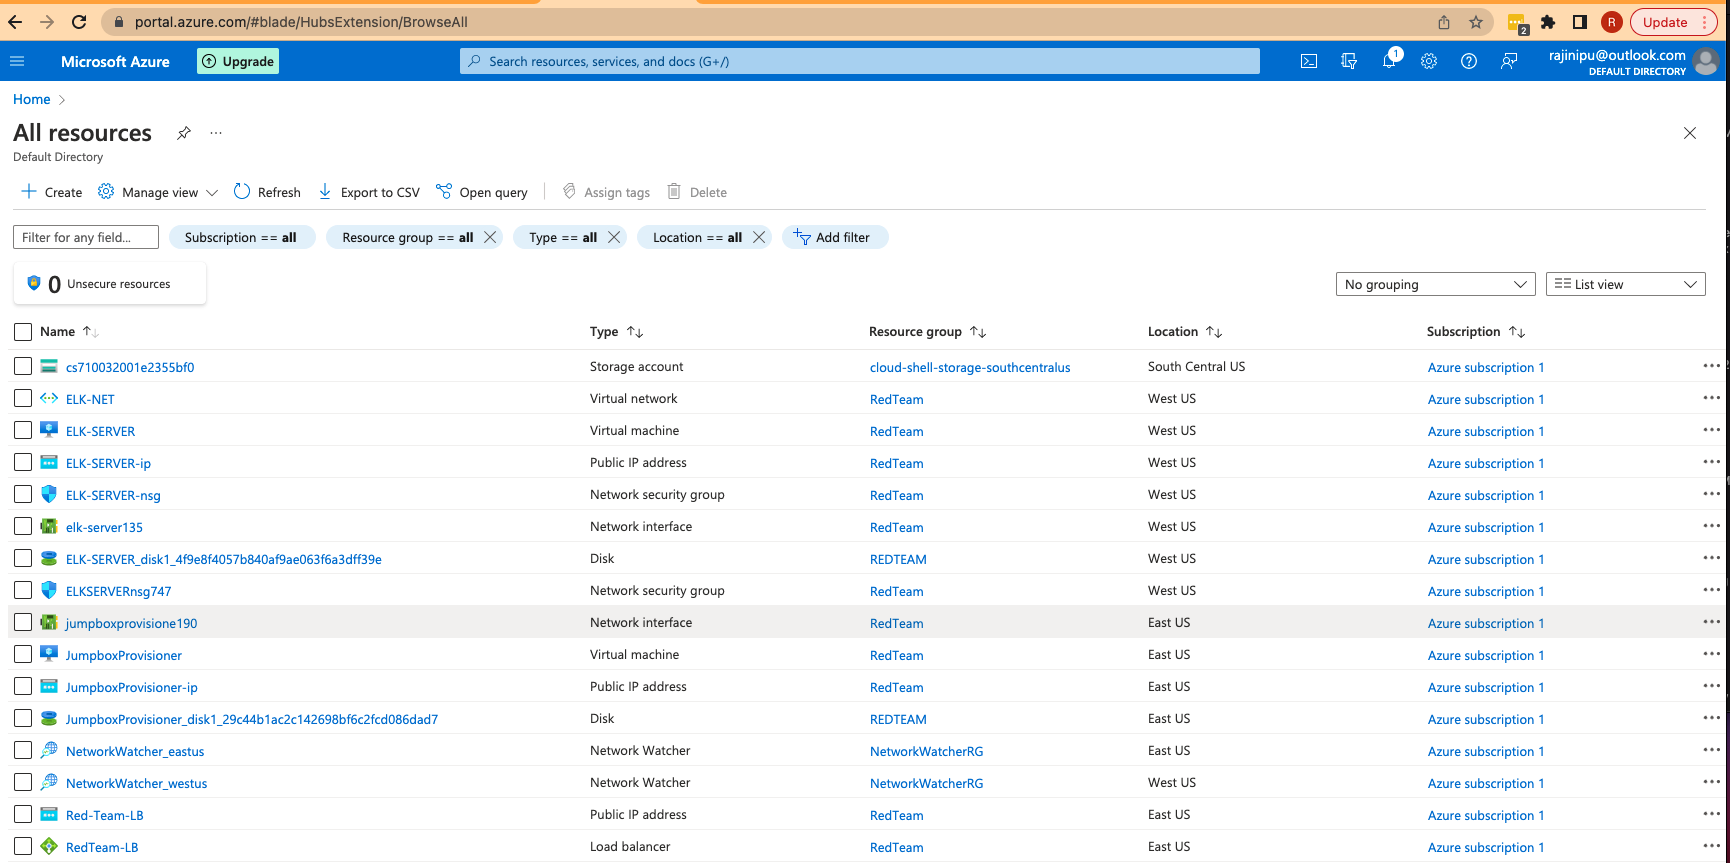 portal.azure.com/#blade/HubsExtension/BrowseAll
2
R
Update
Microsoft Azure
Upgrade
Search resources, services, and docs (G+/)
1
rajinipu@outlook.com
DEFAULT DIRECTORY
Home
All resources
Default Directory
Create
Manage view
Refresh
Export to CSV
Open query
Assign tags
Delete
Filter for any field...
Subscription == all
Resource group == all
Type == all
Location == all
Add filter
0 Unsecure resources
No grouping
List view
Name Type Resource group Location Subscription
cs710032001e2355bf0 Storage account cloud-shell-storage-southcentralus South Central US Azure subscription 1
ELK-NET Virtual network RedTeam West US Azure subscription 1
ELK-SERVER Virtual machine RedTeam West US Azure subscription 1
ELK-SERVER-ip Public IP address RedTeam West US Azure subscription 1
ELK-SERVER-nsg Network security group RedTeam West US Azure subscription 1
elk-server135 Network interface RedTeam West US Azure subscription 1
ELK-SERVER_disk1_4f9e8f4057b840af9ae063f6a3dff39e Disk REDTEAM West US Azure subscription 1
ELKSERVERnsg747 Network security group RedTeam West US Azure subscription 1
jumpboxprovisione190 Network interface RedTeam East US Azure subscription 1
JumpboxProvisioner Virtual machine RedTeam East US Azure subscription 1
JumpboxProvisioner-ip Public IP address RedTeam East US Azure subscription 1
JumpboxProvisioner_disk1_29c44b1ac2c142698bf6c2fcd086dad7 Disk REDTEAM East US Azure subscription 1
NetworkWatcher_eastus Network Watcher NetworkWatcherRG East US Azure subscription 1
NetworkWatcher_westus Network Watcher NetworkWatcherRG West US Azure subscription 1
Red-Team-LB Public IP address RedTeam East US Azure subscription 1
RedTeam-LB Load balancer RedTeam East US Azure subscription 1